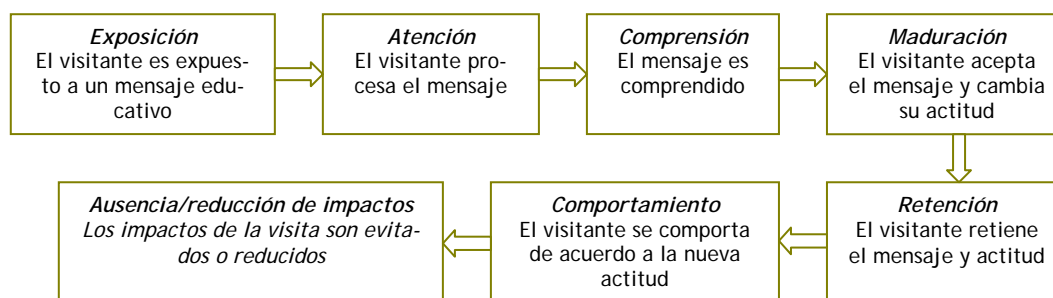 Exposición
El visitante es expues-
to a un mensaje edu-
cativo
Atención
El visitante pro-
cesa el mensaje
Comprensión
El mensaje es
comprendido
Maduración
El visitante acepta
el mensaje y cambia
su actitud
Retención
El visitante retiene
el mensaje y actitud
Comportamiento
El visitante se comporta
de acuerdo a la nueva
actitud
Ausencia/reducción de impactos
Los impactos de la visita son evita-
dos o reducidos